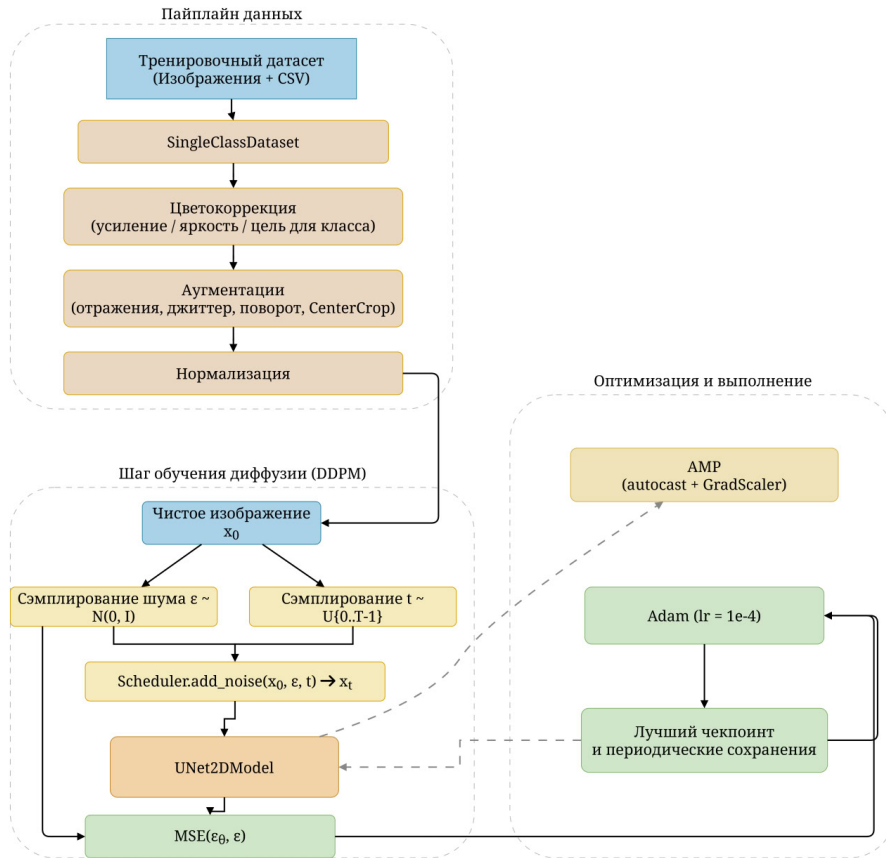 Пайплайн данных
Тренировочный датасет
(Изображения + CSV)
SingleClassDataset
Цветокоррекция
(усиление / яркость / цель для класса)
Аугментации
(отражения, джиттер, поворот, CenterCrop)
Нормализация
Шаг обучения диффузии (DDPM)
Чистое изображение
x₀
Сэмплирование шума ε ~
N(0, I)
Сэмплирование t ~
U{0..T-1}
Scheduler.add_noise(x₀, ε, t) → xₜ
UNet2DModel
MSE(ε_θ, ε)
Оптимизация и выполнение
AMP
(autocast + GradScaler)
Adam (lr = 1e-4)
Лучший чекпоинт
и периодические сохранения